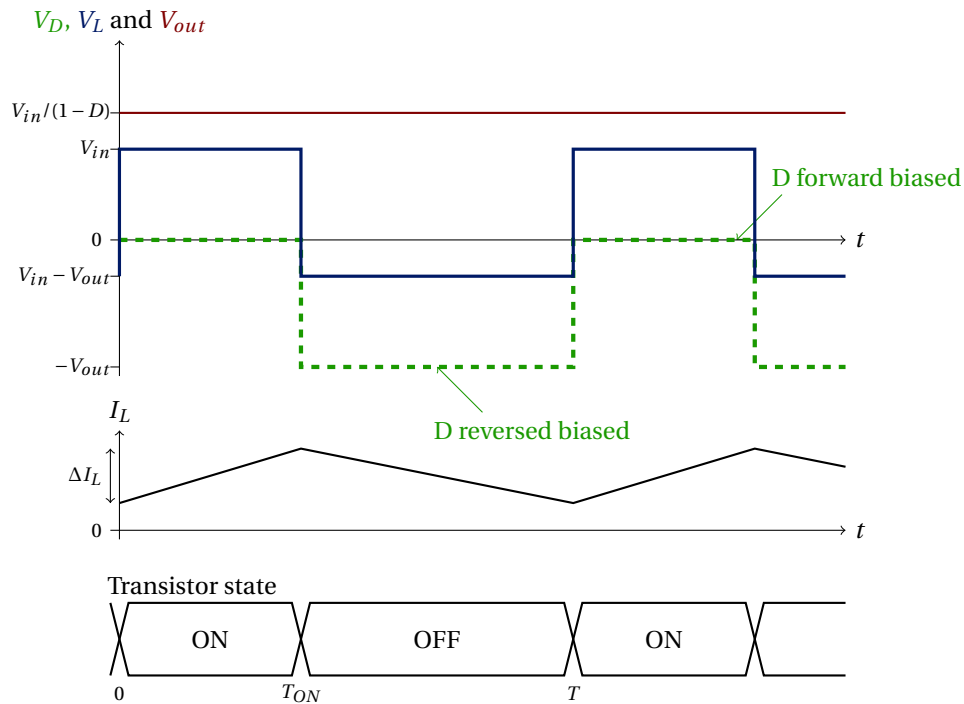 V_D, V_L and V_out
V_in/(1 − D)
V_in
D forward biased
0
t
V_in − V_out
−V_out
I_L
D reversed biased
ΔI_L
0
t
Transistor state
ON OFF ON
0 T_ON T